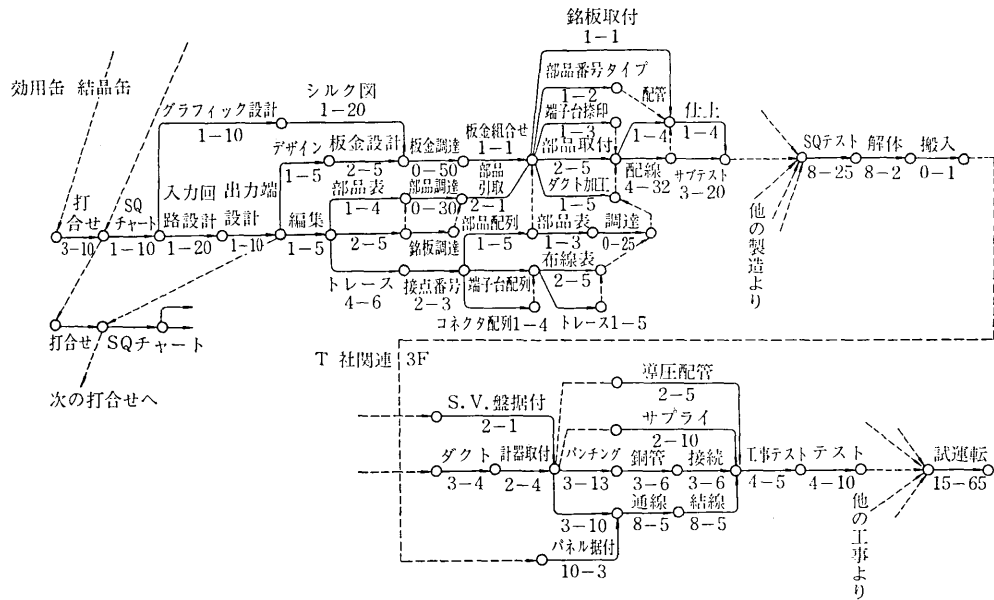 銘板取付
1-1
効用缶 結品缶
グラフィック設計
1-10
シルク図
1-20
部品番号タイプ
1-2
配管
1-4
端子台捺印
1-3
仕上
1-4
デザイン
1-5
板金設計
2-5
板金調達
0-50
板金組合せ
1-1
部品取付
2-5
配線
4-32
サブテスト
3-20
SQテスト
8-25
解体
8-2
搬入
0-1
部品表
1-4
部品調達
0-30
部品
引取
2-1
ダクト加工
1-5
打
合せ
3-10
SQ
チャート
1-10
入力回
路設計
1-20
出力端
設計
1-10
編集
1-5
2-5
銘板調達
部品配列
1-5
部品表
1-3
調達
0-25
他の製造より
トレース
4-6
接点番号
2-3
端子台配列
布線表
2-5
コネクタ配列1-4
トレース1-5
打合せ
SQチャート
次の打合せへ
T 社関連 3F
導圧配管
2-5
S.V.盤据付
2-1
サプライ
2-10
ダクト
3-4
計器取付
2-4
パンチング
3-13
銅管
3-6
接続
3-6
工事テスト
4-5
テスト
4-10
試運転
15-65
3-10
通線
8-5
結線
8-5
パネル据付
10-3
他の工事より